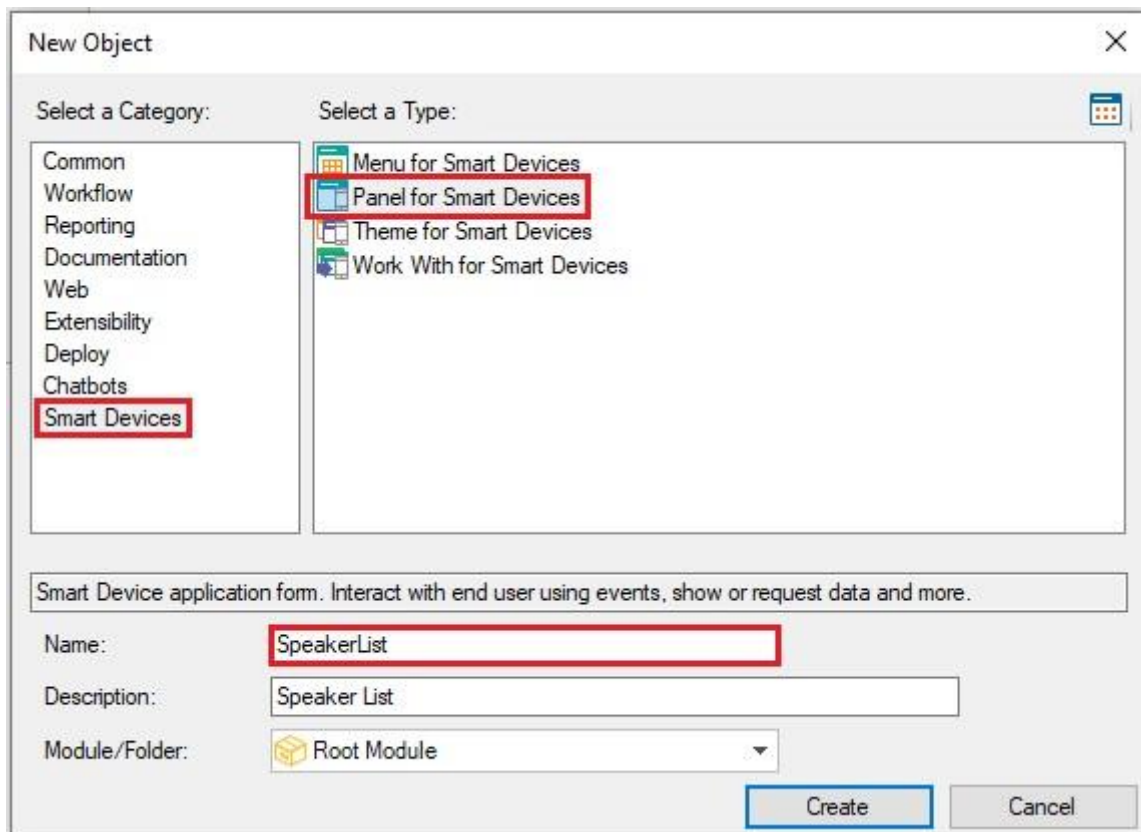 New Object
Select a Category:
Select a Type:
Common
Workflow
Reporting
Documentation
Web
Extensibility
Deploy
Chatbots
Smart Devices
Menu for Smart Devices
Panel for Smart Devices
Theme for Smart Devices
Work With for Smart Devices
Smart Device application form. Interact with end user using events, show or request data and more.
Name: SpeakerList
Description: Speaker List
Module/Folder: Root Module
Create Cancel